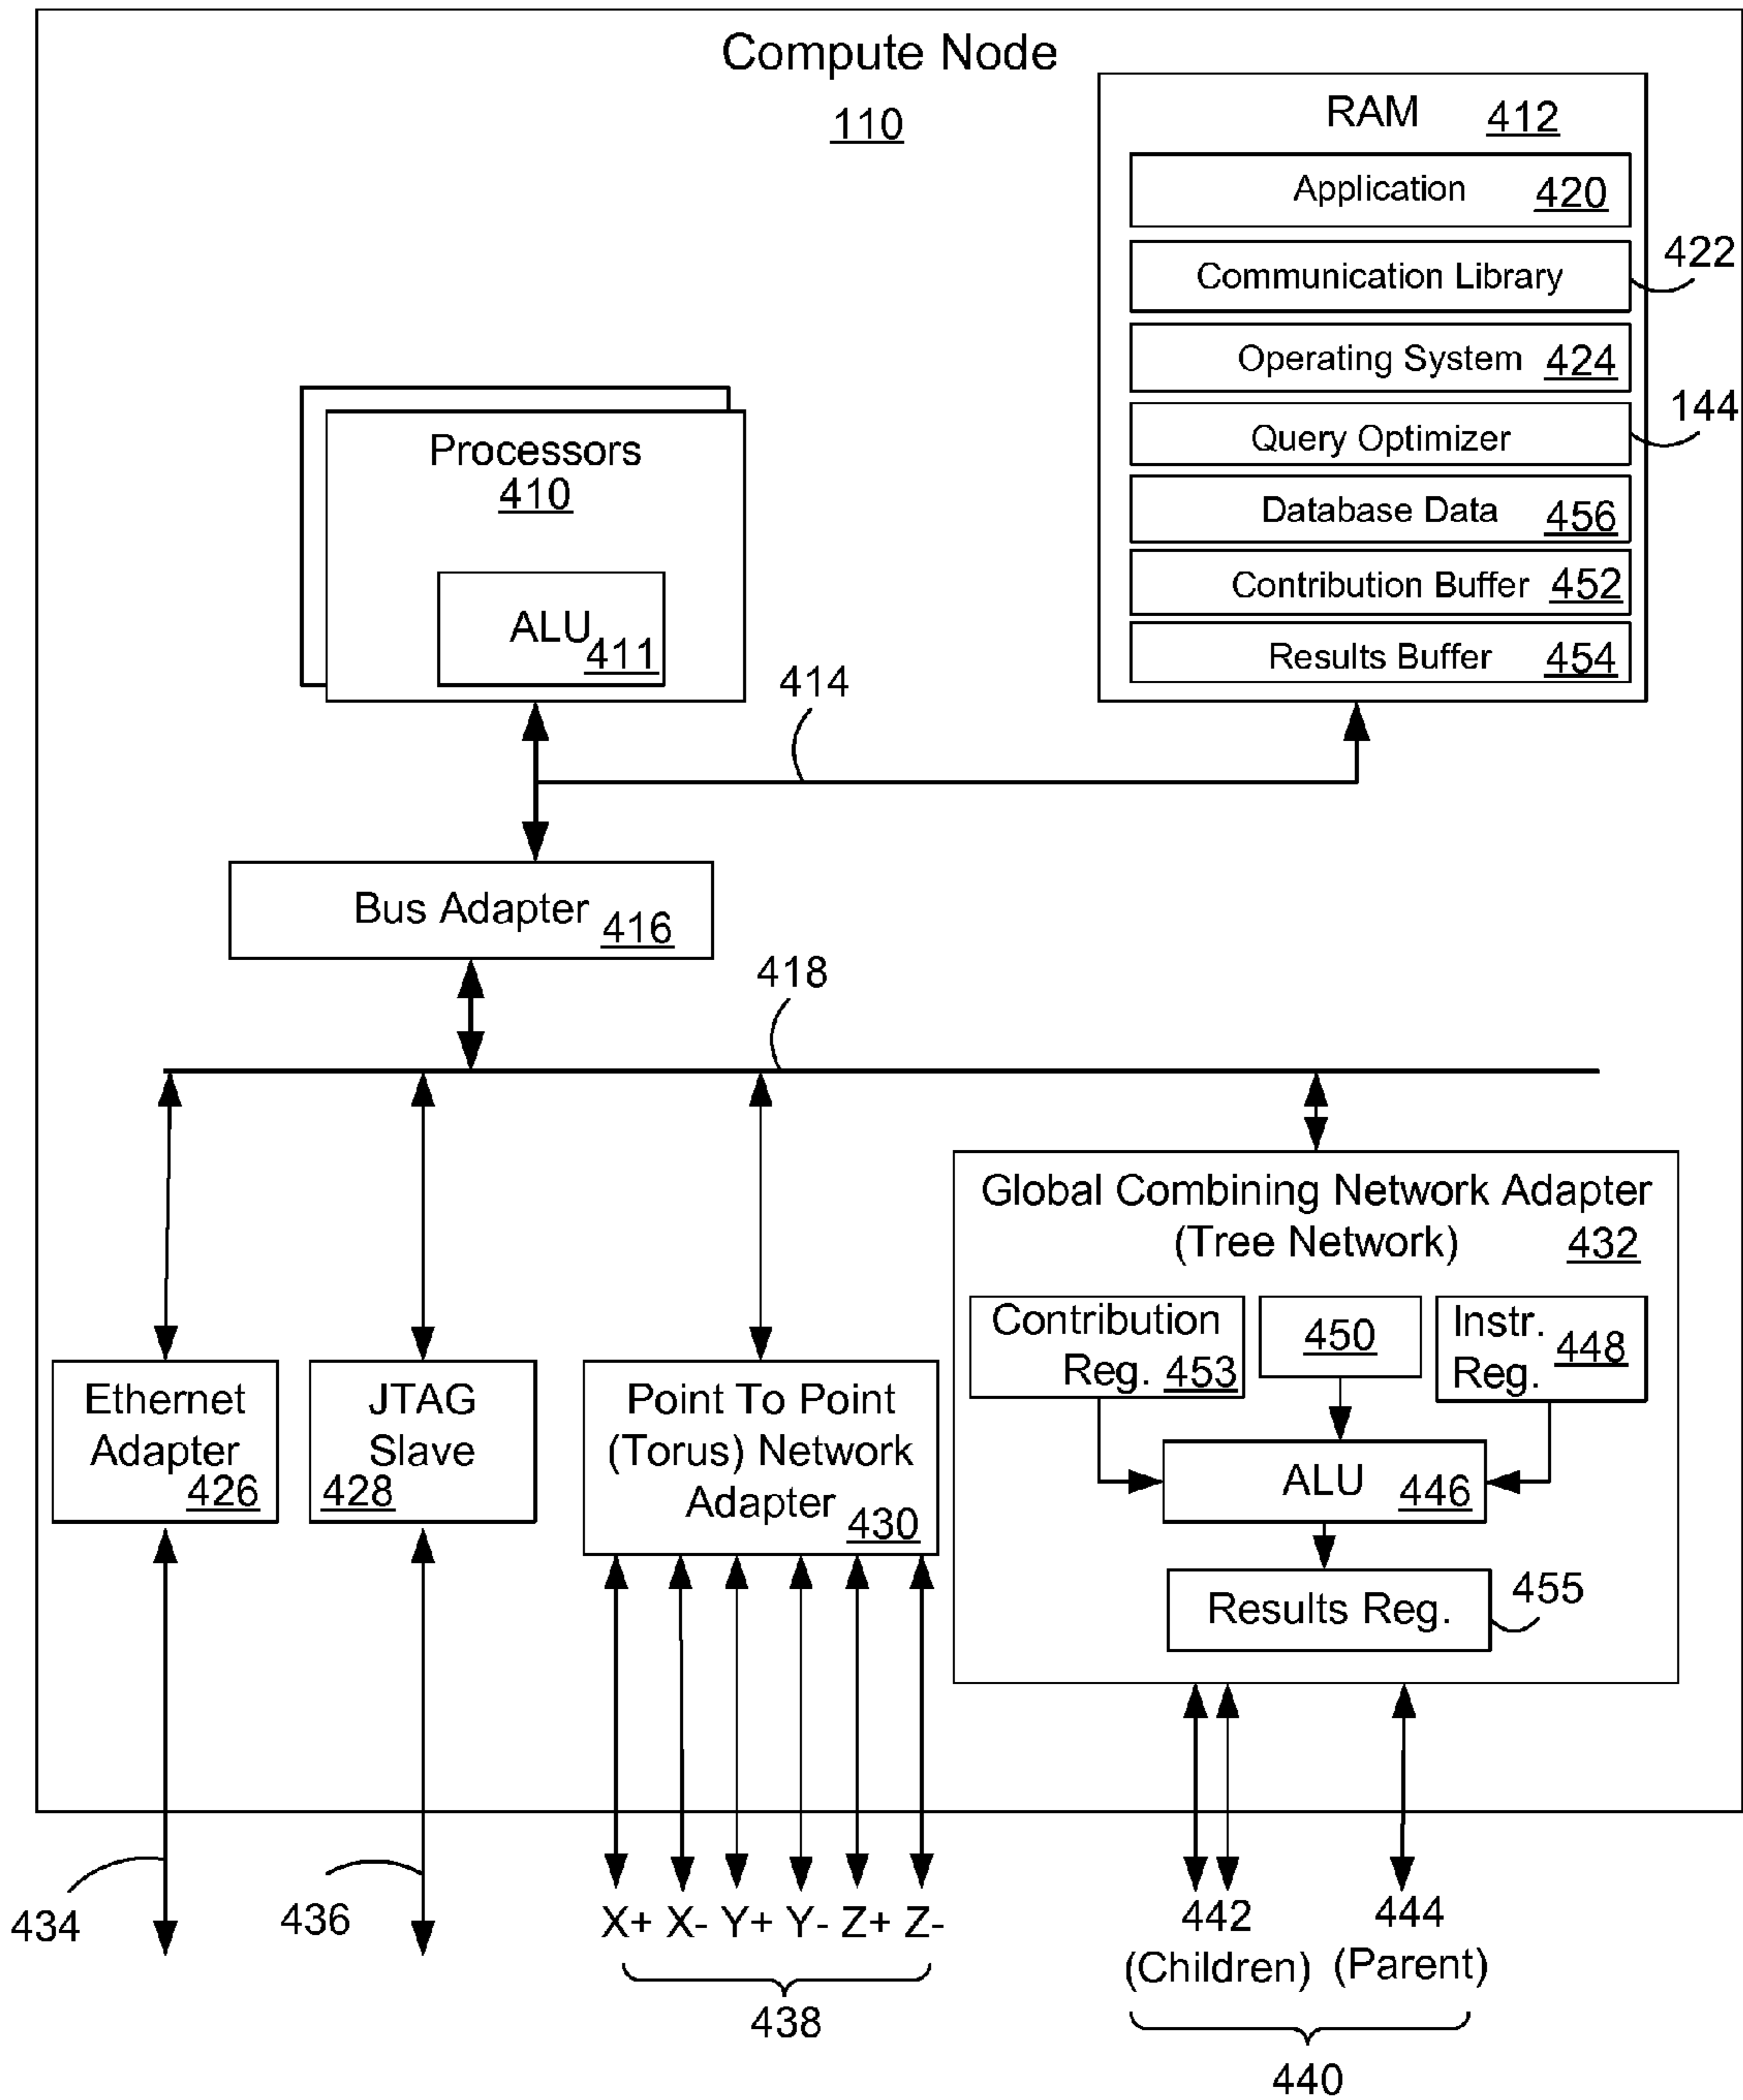 Compute Node
110
RAM 412
Application 420
Communication Library
422
Operating System 424
Query Optimizer
144
Database Data 456
Contribution Buffer 452
Results Buffer 454
Processors
410
ALU
411
414
Bus Adapter 416
418
Global Combining Network Adapter
(Tree Network) 432
Contribution
Reg. 453
450
Instr.
Reg. 448
ALU 446
Results Reg.
455
Ethernet
Adapter
426
JTAG
Slave
428
Point To Point
(Torus) Network
Adapter 430
434
436
X+ X- Y+ Y- Z+ Z-
438
442
(Children)
444
(Parent)
440